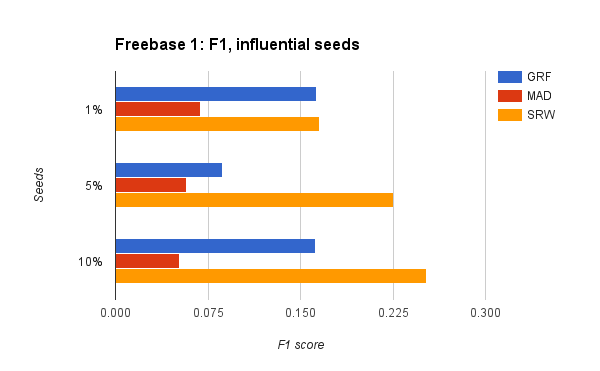 Freebase 1: F1, influential seeds
GRF
MAD
SRW
1%
5%
10%
Seeds
0.000 0.075 0.150 0.225 0.300
F1 score